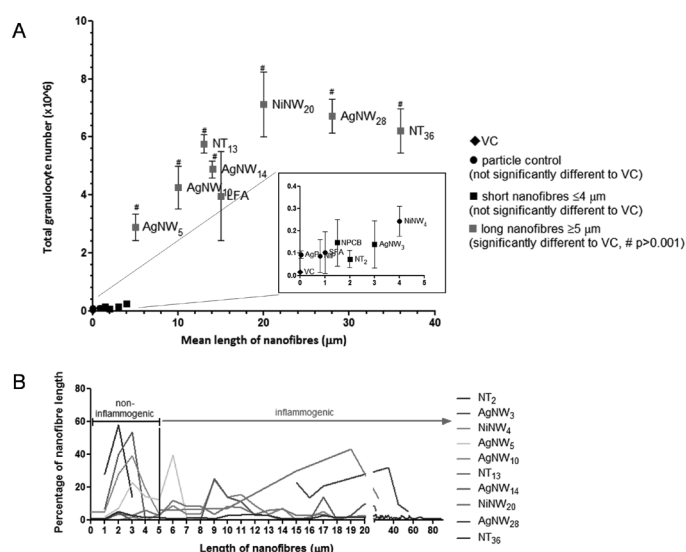 A
10
8
6
4
2
0
Total granulocyte number (x10^6)
0 10 20 30 40
Mean length of nanofibres (µm)
#
NiNW20
#
AgNW28
#
NT36
#
NT13
#
AgNW14
#
AgNW10
LFA
#
AgNW5
0.4
0.3
0.2
0.1
0.0
0 1 2 3 4 5
VC
SFA
NPCB
NT2
AgNW3
NiNW4
VC
particle control
(not significantly different to VC)
short nanofibres ≤4 µm
(not significantly different to VC)
long nanofibres ≥5 µm
(significantly different to VC, # p>0.001)
B
80
60
40
20
0
Percentage of nanofibre length
non-
inflammogenic
inflammogenic
0 1 2 3 4 5 6 7 8 9 10 11 12 13 14 15 16 17 18 19 20 40 60 80
Length of nanofibres (µm)
NT2
AgNW3
NiNW4
AgNW5
AgNW10
NT13
AgNW14
NiNW20
AgNW28
NT36